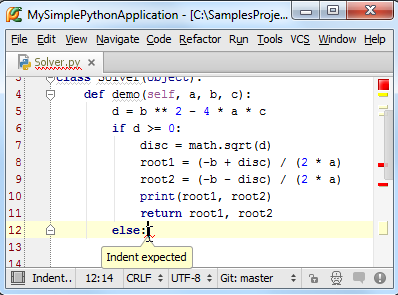 MySimplePythonApplication - [C:\SamplesProje...
File Edit View Navigate Code Refactor Run Tools VCS Window Help
Solver.py
3 class Solver(object):
4 def demo(self, a, b, c):
5 d = b ** 2 - 4 * a * c
6 if d >= 0:
7 disc = math.sqrt(d)
8 root1 = (-b + disc) / (2 * a)
9 root2 = (-b - disc) / (2 * a)
10 print(root1, root2)
11 return root1, root2
12 else:
13
Indent expected
Indent... 12:14 CRLF UTF-8 Git: master